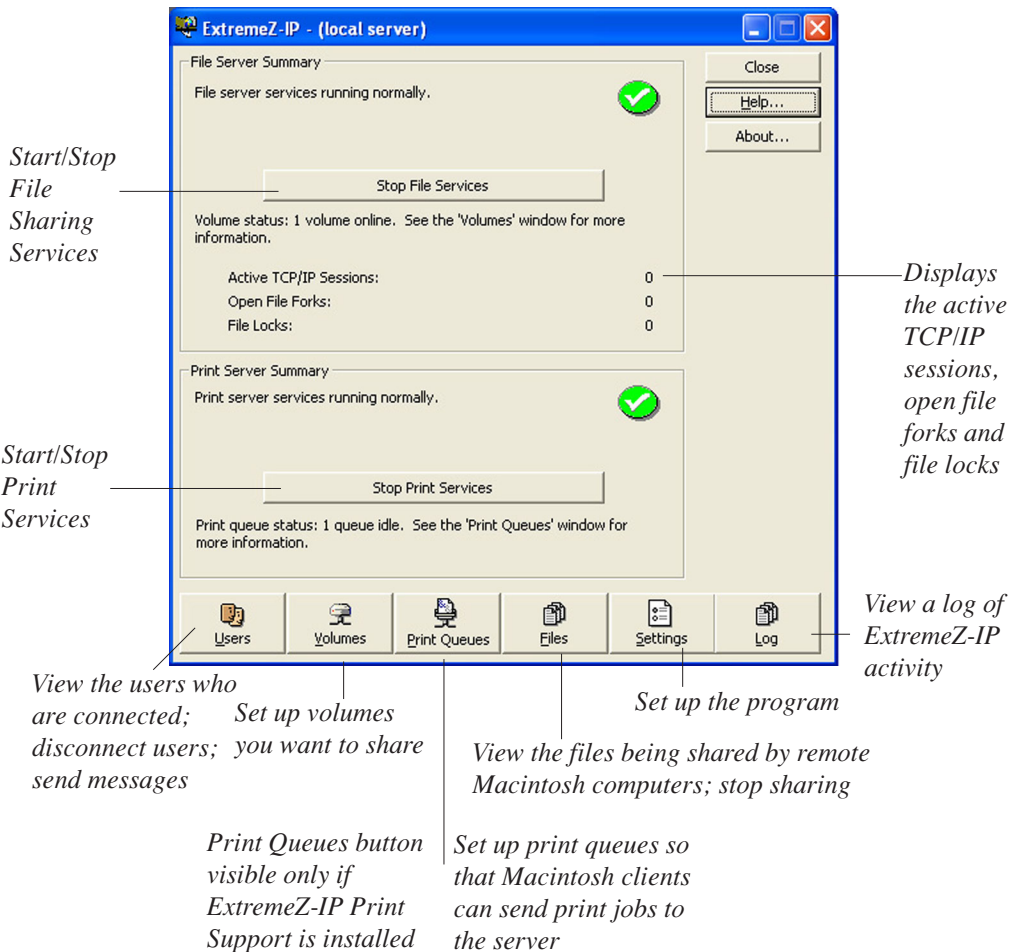 ExtremeZ-IP - (local server)
File Server Summary
File server services running normally.
Close
Help...
About...
Stop File Services
Volume status: 1 volume online. See the 'Volumes' window for more
information.
Active TCP/IP Sessions: 0
Open File Forks: 0
File Locks: 0
Print Server Summary
Print server services running normally.
Stop Print Services
Print queue status: 1 queue idle. See the 'Print Queues' window for
more information.
Users
Volumes
Print Queues
Files
Settings
Log
Start/Stop
File
Sharing
Services
Displays
the active
TCP/IP
sessions,
open file
forks and
file locks
Start/Stop
Print
Services
View a log of
ExtremeZ-IP
activity
View the users who
are connected;
disconnect users;
send messages
Set up volumes
you want to share
Set up the program
View the files being shared by remote
Macintosh computers; stop sharing
Print Queues button
visible only if
ExtremeZ-IP Print
Support is installed
Set up print queues so
that Macintosh clients
can send print jobs to
the server